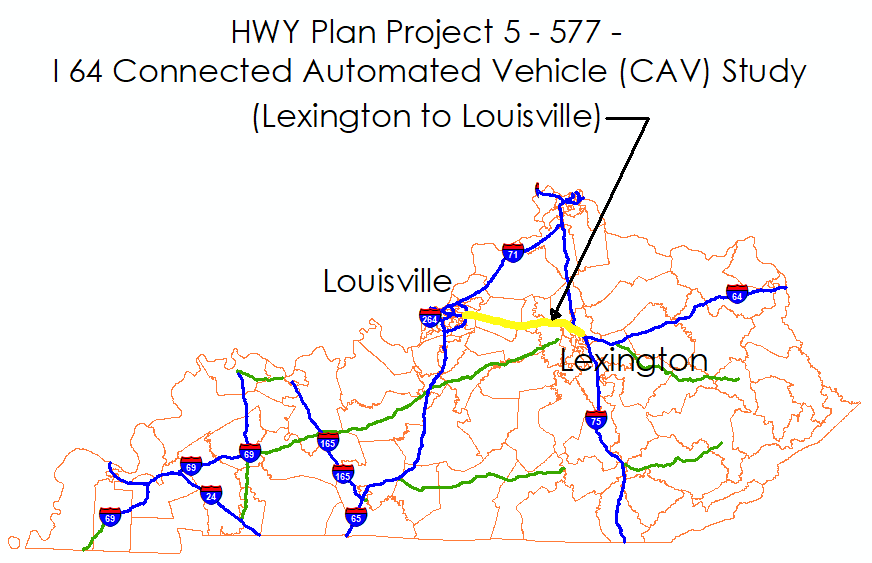 HWY Plan Project 5 - 577 -
I 64 Connected Automated Vehicle (CAV) Study
(Lexington to Louisville)
71
Louisville
64
264
Lexington
75
165
69
69
165
24
69
65